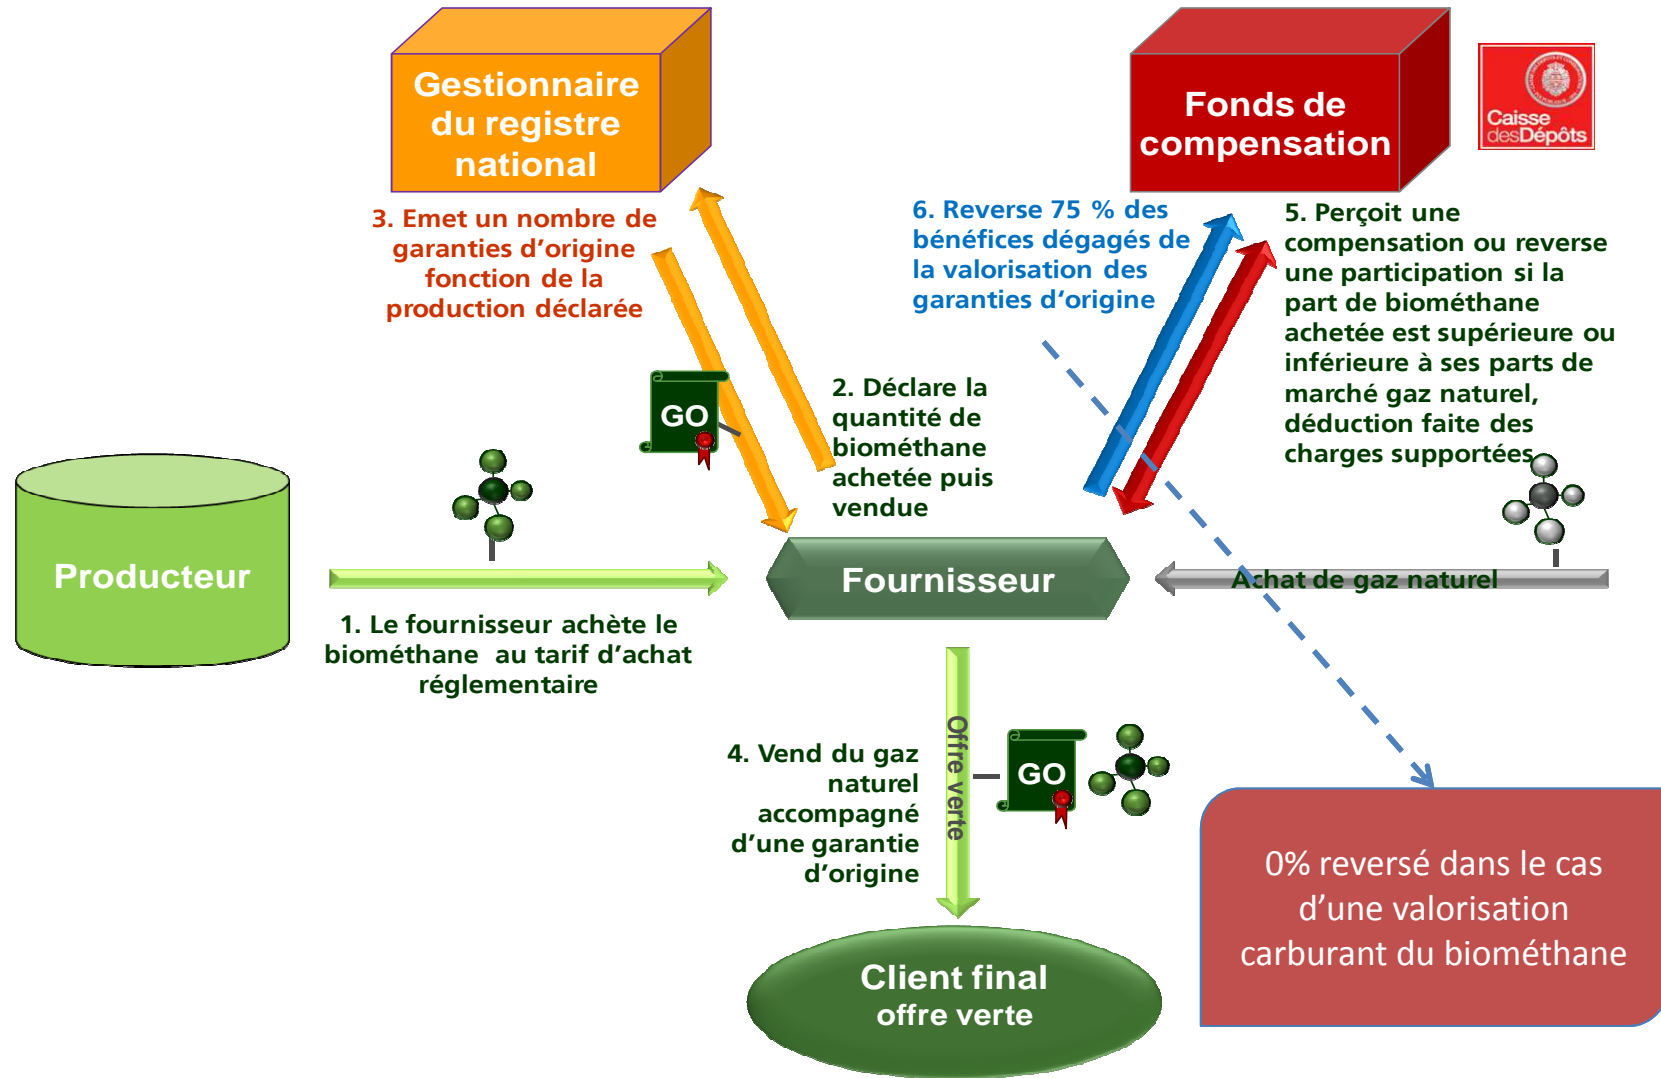 Gestionnaire
du registre
national
Fonds de
compensation
Caisse
desDépôts
3. Emet un nombre de
garanties d’origine
fonction de la
production déclarée
6. Reverse 75 % des
bénéfices dégagés de
la valorisation des
garanties d’origine
5. Perçoit une
compensation ou reverse
une participation si la
part de biométhane
achetée est supérieure ou
inférieure à ses parts de
marché gaz naturel,
déduction faite des
charges supportées
GO
2. Déclare la
quantité de
biométhane
achetée puis
vendue
Producteur
Fournisseur
Achat de gaz naturel
1. Le fournisseur achète le
biométhane au tarif d’achat
réglementaire
Offre verte
4. Vend du gaz
naturel
accompagné
d’une garantie
d’origine
GO
0% reversé dans le cas
d’une valorisation
carburant du biométhane
Client final
offre verte